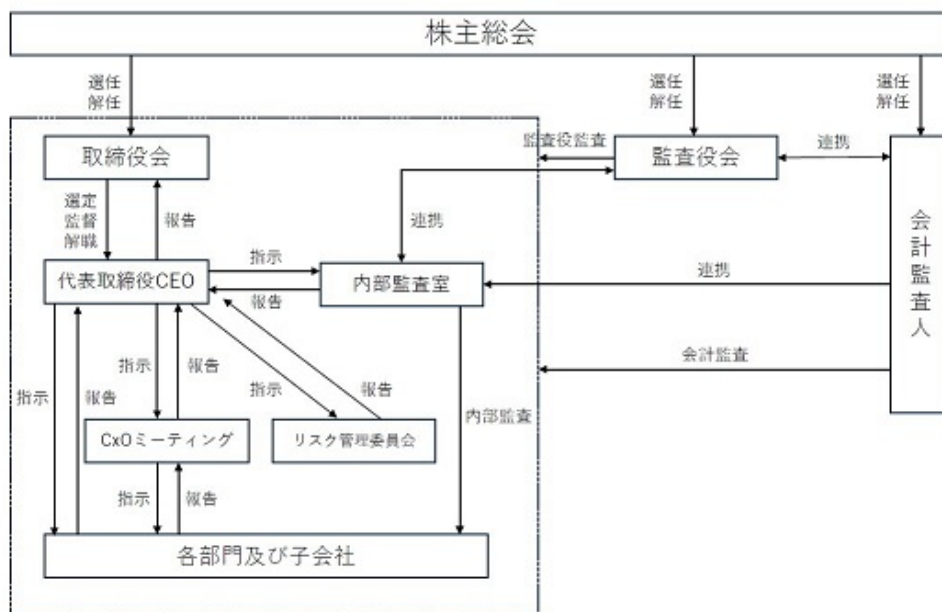 株主総会
選任
解任
選任
解任
選任
解任
取締役会
監査役監査
監査役会
連携
選定
監督
解職
報告
連携
会計監査人
代表取締役CEO
指示
報告
内部監査室
連携
指示
報告
指示
報告
指示
報告
会計監査
CxOミーティング
リスク管理委員会
内部監査
指示
報告
各部門及び子会社